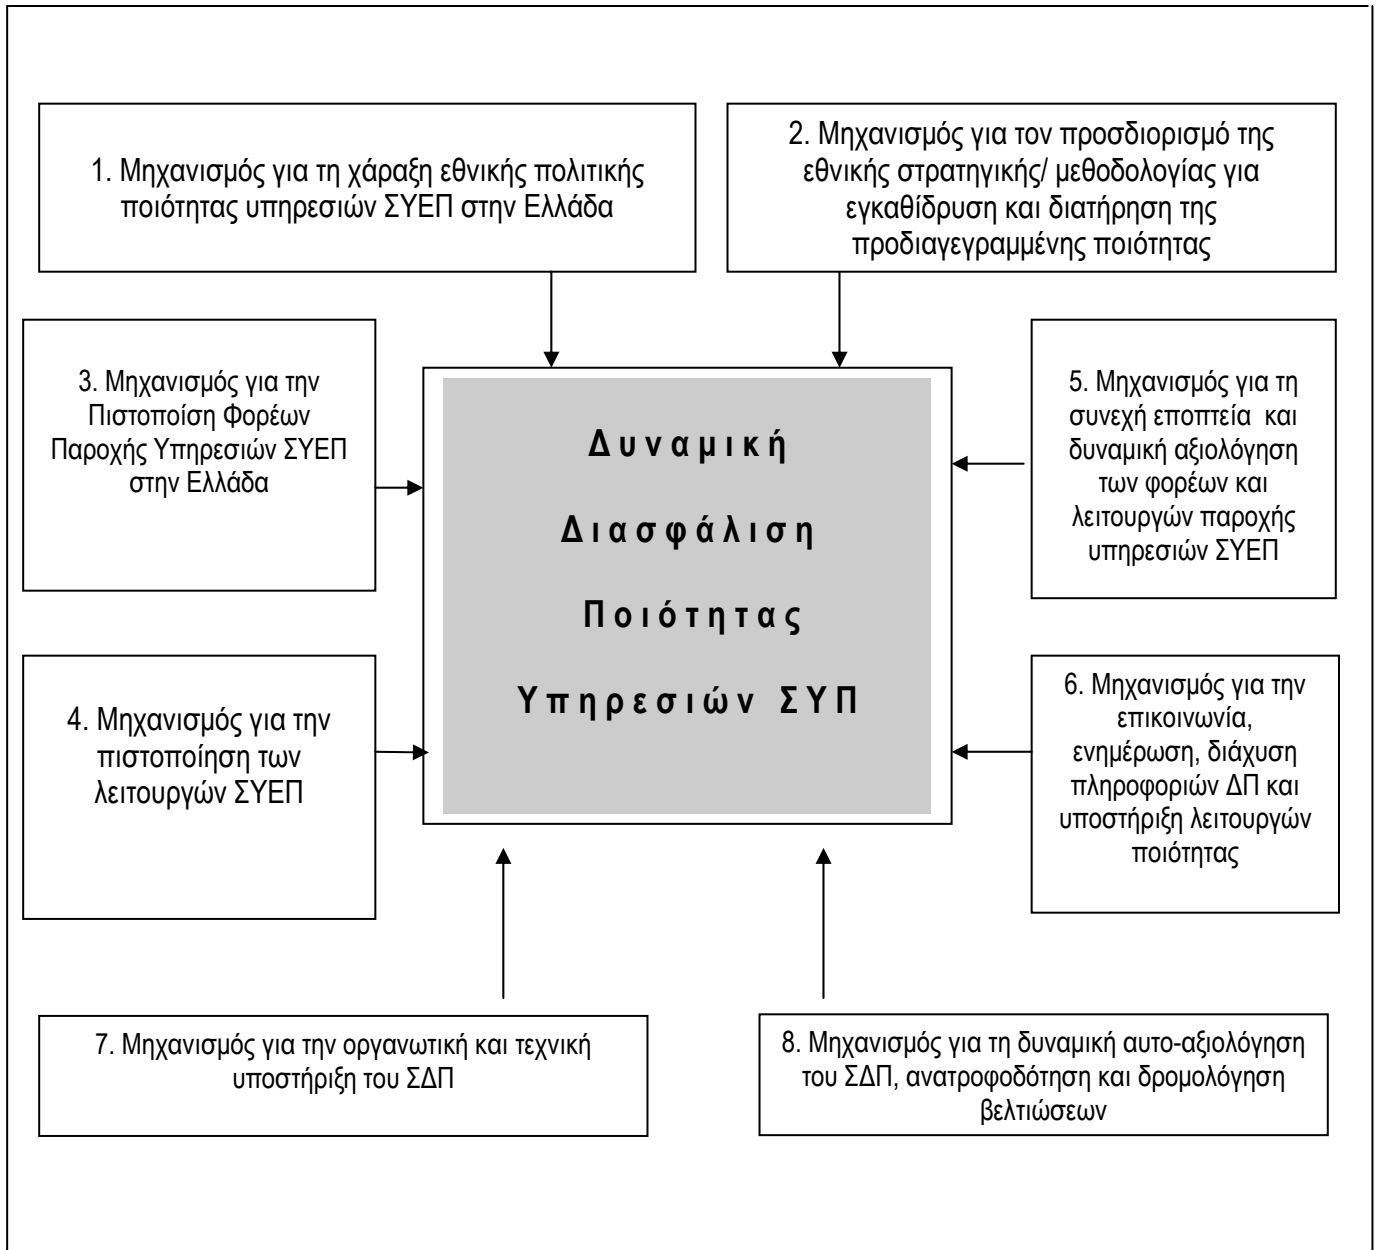 1. Μηχανισμός για τη χάραξη εθνικής πολιτικής
ποιότητας υπηρεσιών ΣΥΕΠ στην Ελλάδα
2. Μηχανισμός για τον προσδιορισμό της
εθνικής στρατηγικής/ μεθοδολογίας για
εγκαθίδρυση και διατήρηση της
προδιαγεγραμμένης ποιότητας
3. Μηχανισμός για την
Πιστοποίση Φορέων
Παροχής Υπηρεσιών ΣΥΕΠ
στην Ελλάδα
Δυναμική
Διασφάλιση
Ποιότητας
Υπηρεσιών ΣΥΠ
5. Μηχανισμός για τη
συνεχή εποπτεία και
δυναμική αξιολόγηση
των φορέων και
λειτουργών παροχής
υπηρεσιών ΣΥΕΠ
4. Μηχανισμός για την
πιστοποίηση των
λειτουργών ΣΥΕΠ
6. Μηχανισμός για την
επικοινωνία,
ενημέρωση, διάχυση
πληροφοριών ΔΠ και
υποστήριξη λειτουργών
ποιότητας
7. Μηχανισμός για την οργανωτική και τεχνική
υποστήριξη του ΣΔΠ
8. Μηχανισμός για τη δυναμική αυτο-αξιολόγηση
του ΣΔΠ, ανατροφοδότηση και δρομολόγηση
βελτιώσεων